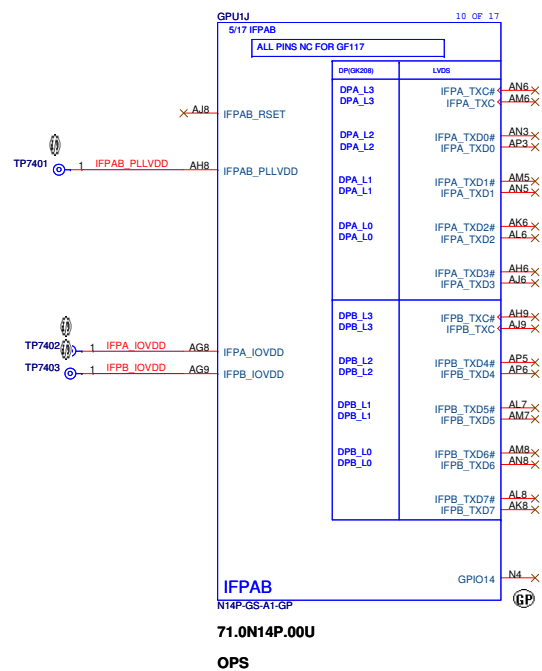 GPU1J 10 OF 17
5/17 IFPAB
ALL PINS NC FOR GF117
DP(GK208) LVDS
DPA_L3 IFPA_TXC# AN6
DPA_L3 IFPA_TXC AM6
AJ8 IFPAB_RSET
DPA_L2 IFPA_TXD0# AN3
DPA_L2 IFPA_TXD0 AP3
TP7401 1 IFPAB_PLLVDD AH8 IFPAB_PLLVDD
DPA_L1 IFPA_TXD1# AM5
DPA_L1 IFPA_TXD1 AN5
DPA_L0 IFPA_TXD2# AK6
DPA_L0 IFPA_TXD2 AL6
IFPA_TXD3# AH6
IFPA_TXD3 AJ6
DPB_L3 IFPB_TXC# AH9
DPB_L3 IFPB_TXC AJ9
TP7402 1 IFPA_IOVDD AG8 IFPA_IOVDD
DPB_L2 IFPB_TXD4# AP5
TP7403 1 IFPB_IOVDD AG9 IFPB_IOVDD
DPB_L2 IFPB_TXD4 AP6
DPB_L1 IFPB_TXD5# AL7
DPB_L1 IFPB_TXD5 AM7
DPB_L0 IFPB_TXD6# AM8
DPB_L0 IFPB_TXD6 AN8
IFPB_TXD7# AL8
IFPB_TXD7 AK8
GPIO14 N4
IFPAB
GP
N14P-GS-A1-GP
71.0N14P.00U
OPS